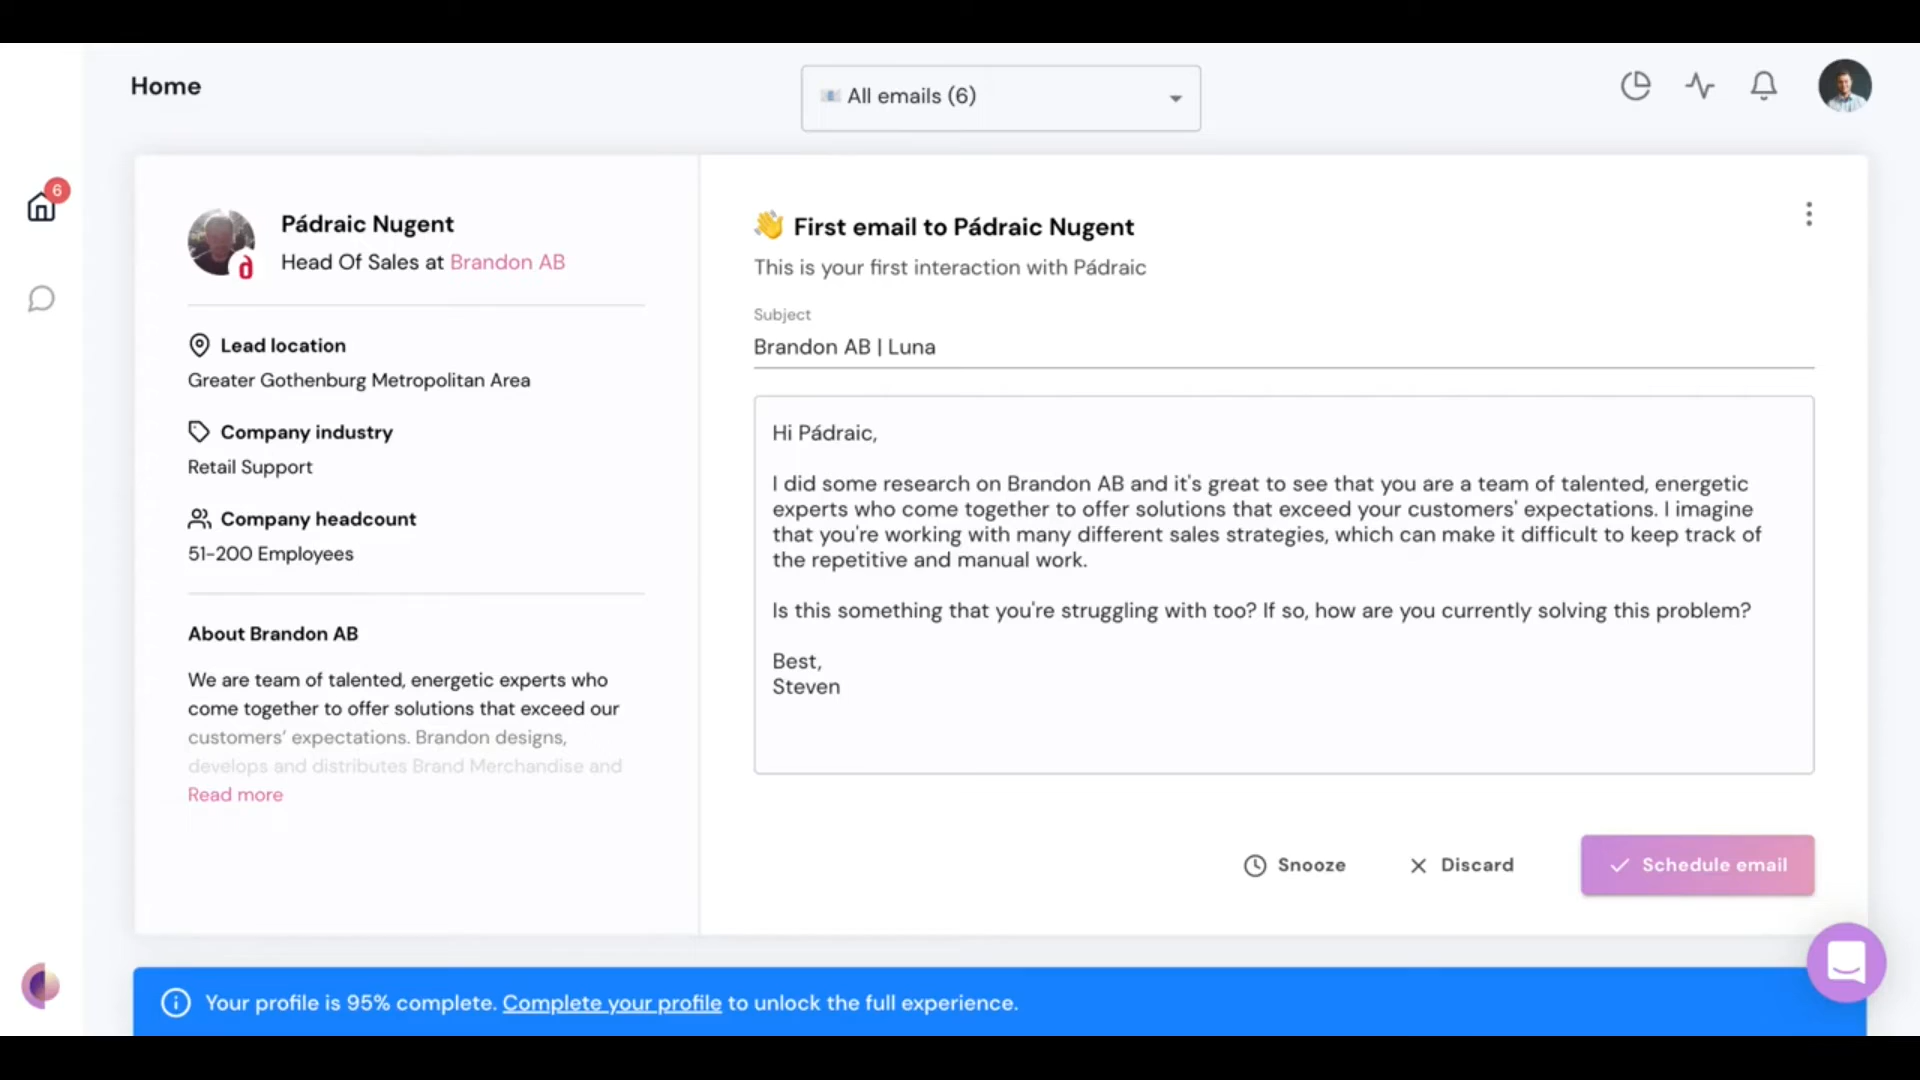 Home
All emails (6)
6
Pádraic Nugent
Head Of Sales at Brandon AB
Lead location
Greater Gothenburg Metropolitan Area
Company industry
Retail Support
Company headcount
51-200 Employees
About Brandon AB
We are team of talented, energetic experts who
come together to offer solutions that exceed our
customers’ expectations. Brandon designs,
develops and distributes Brand Merchandise and
Read more
👋 First email to Pádraic Nugent
This is your first interaction with Pádraic
Subject
Brandon AB | Luna
Hi Pádraic,
I did some research on Brandon AB and it's great to see that you are a team of talented, energetic
experts who come together to offer solutions that exceed your customers' expectations. I imagine
that you're working with many different sales strategies, which can make it difficult to keep track of
the repetitive and manual work.
Is this something that you're struggling with too? If so, how are you currently solving this problem?
Best,
Steven
Snooze
Discard
Schedule email
Your profile is 95% complete. Complete your profile to unlock the full experience.